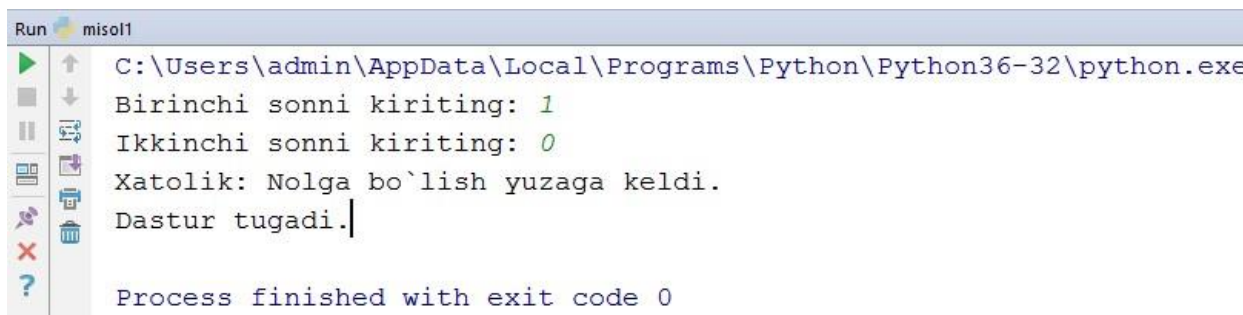 Run misol1
C:\Users\admin\AppData\Local\Programs\Python\Python36-32\python.exe
Birinchi sonni kiriting: 1
Ikkinchi sonni kiriting: 0
Xatolik: Nolga bo`lish yuzaga keldi.
Dastur tugadi.
Process finished with exit code 0